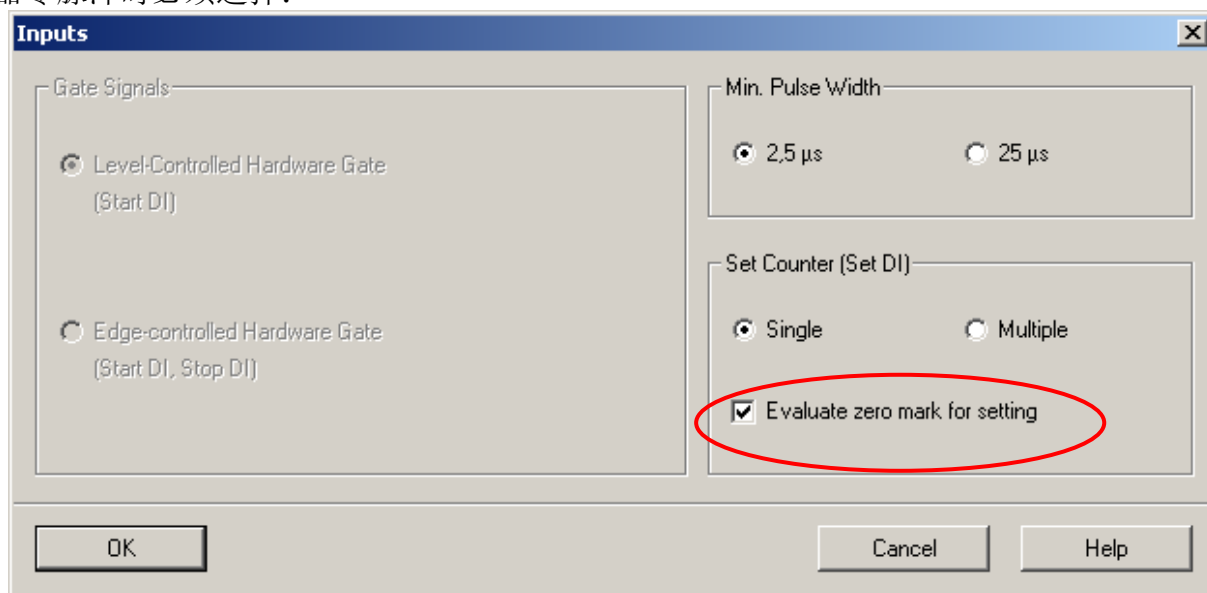 Inputs
Gate Signals
Level-Controlled Hardware Gate
(Start DI)
Edge-controlled Hardware Gate
(Start DI, Stop DI)
Min. Pulse Width
2,5 µs
25 µs
Set Counter (Set DI)
Single
Multiple
Evaluate zero mark for setting
OK
Cancel
Help